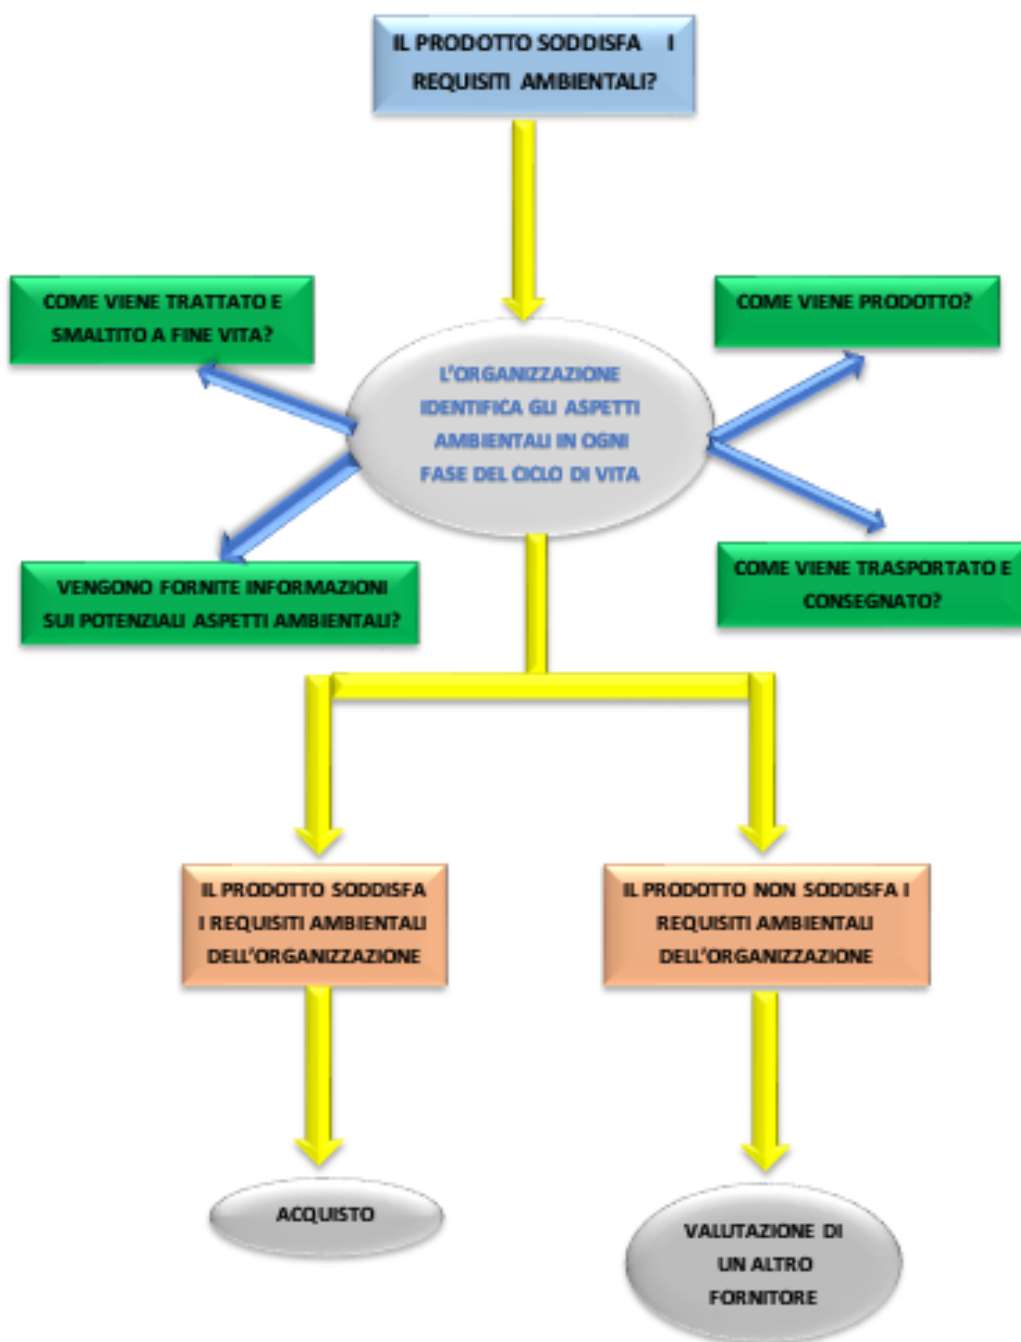 IL PRODOTTO SODDISFA I
REQUISITI AMBIENTALI?
COME VIENE TRATTATO E
SMALTITO A FINE VITA?
COME VIENE PRODOTTO?
L'ORGANIZZAZIONE
IDENTIFICA GLI ASPETTI
AMBIENTALI IN OGNI
FASE DEL CICLO DI VITA
VENGONO FORNITE INFORMAZIONI
SUI POTENZIALI ASPETTI AMBIENTALI?
COME VIENE TRASPORTATO E
CONSEGNATO?
IL PRODOTTO SODDISFA
I REQUISITI AMBIENTALI
DELL'ORGANIZZAZIONE
IL PRODOTTO NON SODDISFA I
REQUISITI AMBIENTALI
DELL'ORGANIZZAZIONE
ACQUISTO
VALUTAZIONE DI
UN ALTRO
FORNITORE